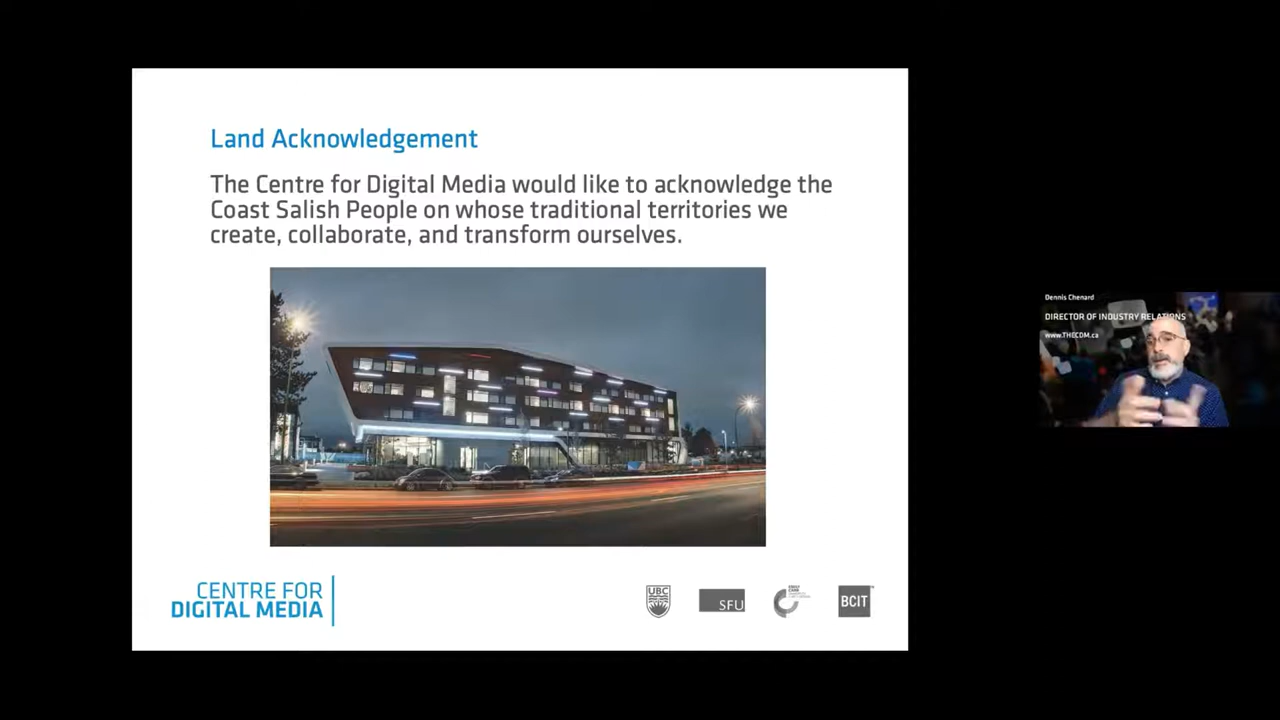 Land Acknowledgement
The Centre for Digital Media would like to acknowledge the
Coast Salish People on whose traditional territories we
create, collaborate, and transform ourselves.
CENTRE FOR
DIGITAL MEDIA
UBC
SFU
BCIT
Dennis Chenard
DIRECTOR OF INDUSTRY RELATIONS
www.THECDM.ca